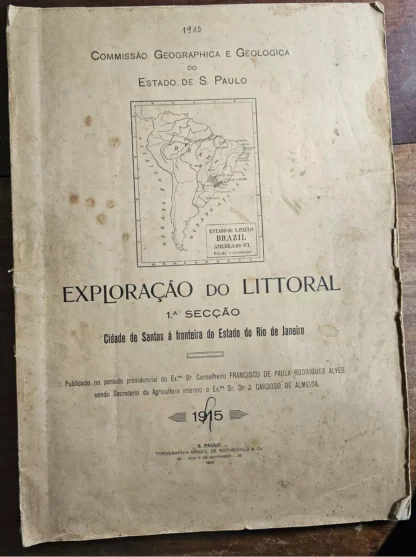 1915
COMMISSÃO GEOGRAPHICA E GEOLOGICA
DO
ESTADO DE S. PAULO
BRAZIL
ESTADO DE S. PAULO
BRAZIL
AMERICA DO SUL
EXPLORAÇÃO DO LITTORAL
1.ª SECÇÃO
Cidade de Santos á fronteira do Estado do Rio de Janeiro
Publicado no periodo presidencial do Ex.mo Sr. Conselheiro FRANCISCO DE PAULA RODRIGUES ALVES
sendo Secretario da Agricultura interino o Ex.mo Sr. Dr. J. CARDOSO DE ALMEIDA
1915
S. PAULO
TYPOGRAPHIA BRAZIL DE ROTHSCHILD & Co.
1915